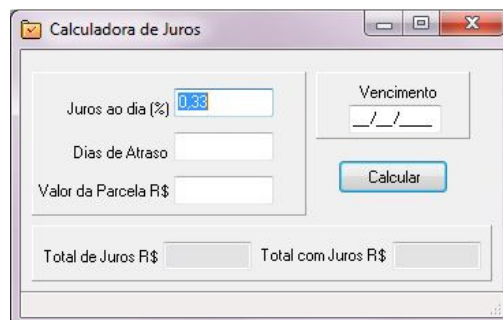 Calculadora de Juros
Juros ao dia (%) 0,33
Vencimento
__/__/____
Dias de Atraso
Calcular
Valor da Parcela R$
Total de Juros R$ Total com Juros R$